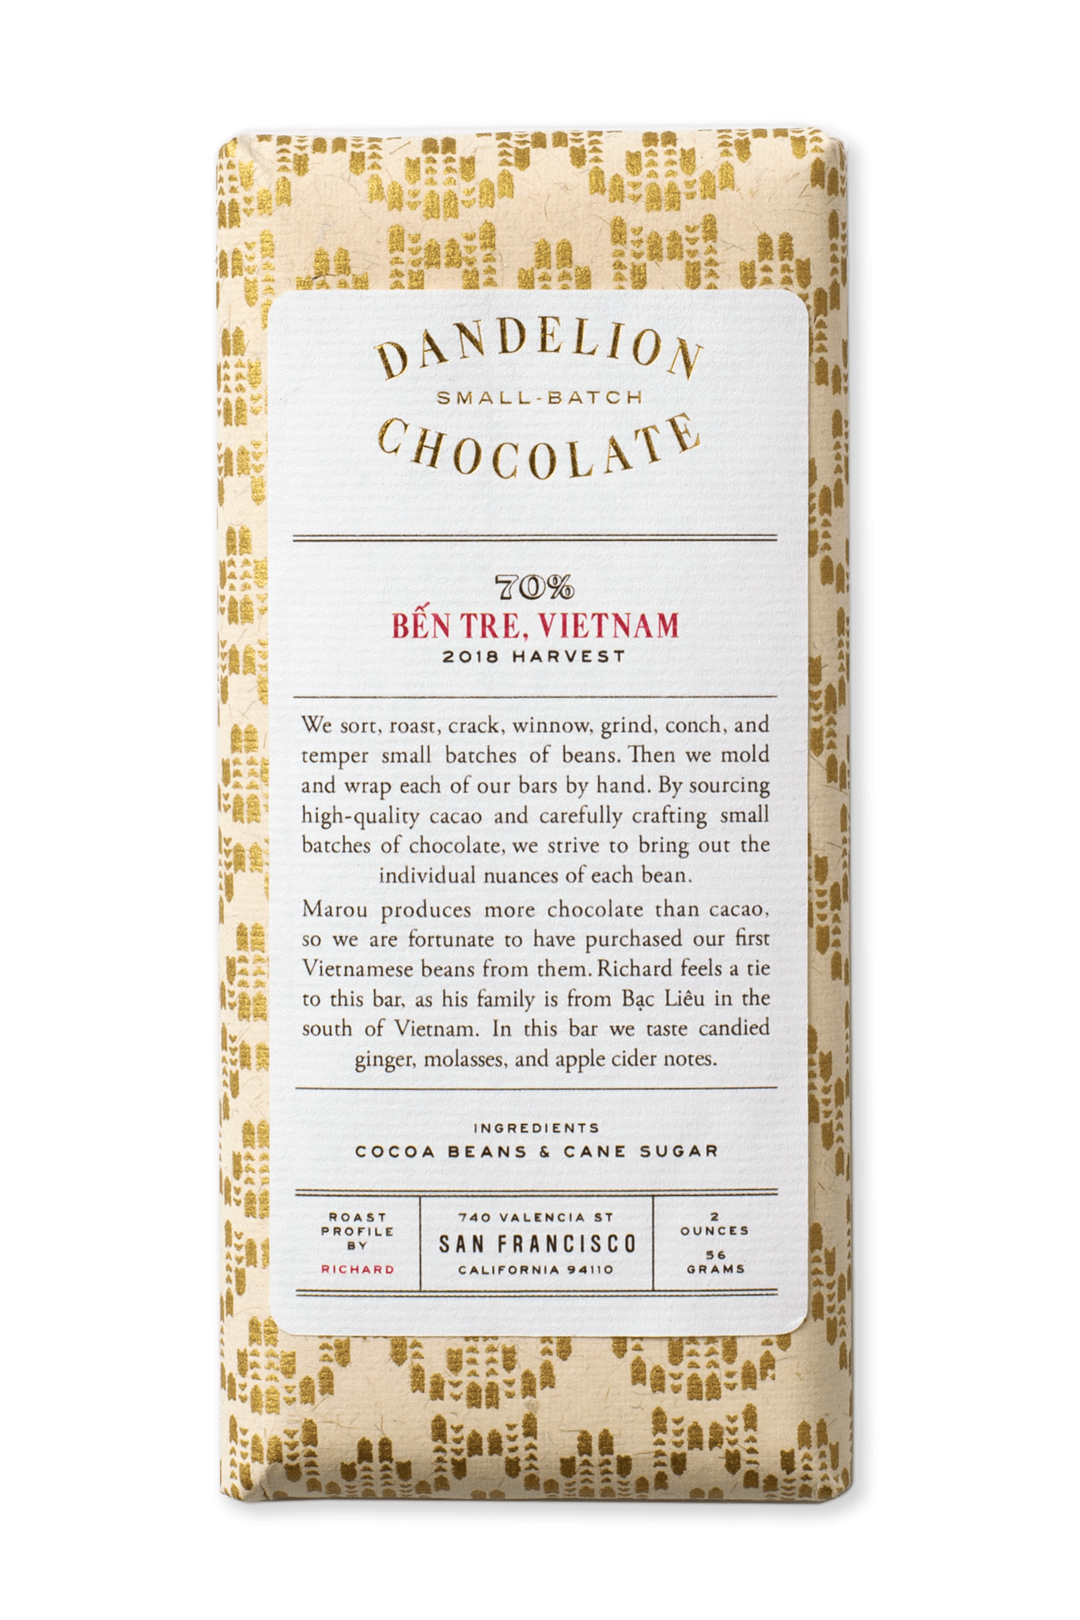 DANDELION
SMALL-BATCH
CHOCOLATE
70%
BẾN TRE, VIETNAM
2018 HARVEST
We sort, roast, crack, winnow, grind, conch, and
temper small batches of beans. Then we mold
and wrap each of our bars by hand. By sourcing
high-quality cacao and carefully crafting small
batches of chocolate, we strive to bring out the
individual nuances of each bean.
Marou produces more chocolate than cacao,
so we are fortunate to have purchased our first
Vietnamese beans from them. Richard feels a tie
to this bar, as his family is from Bạc Liêu in the
south of Vietnam. In this bar we taste candied
ginger, molasses, and apple cider notes.
INGREDIENTS
COCOA BEANS & CANE SUGAR
ROAST
PROFILE
BY
RICHARD
740 VALENCIA ST
SAN FRANCISCO
CALIFORNIA 94110
2
OUNCES
56
GRAMS